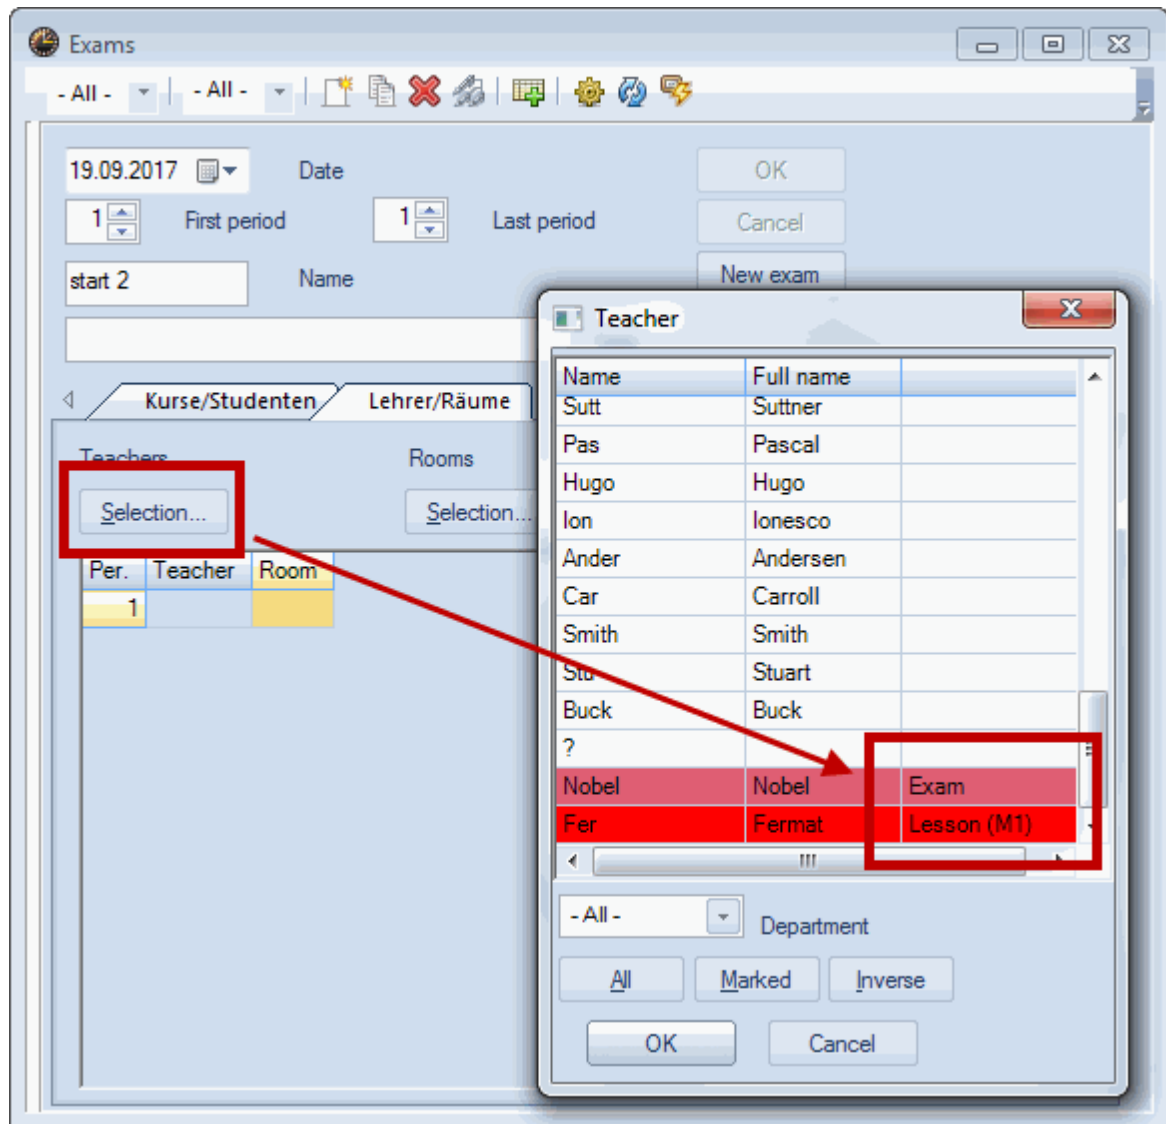 Exams
- All - - All -
19.09.2017 Date OK
1 First period 1 Last period Cancel
start 2 Name New exam
Kurse/Studenten Lehrer/Räume
Teachers Rooms
Selection... Selection...
Per. Teacher Room
1
Teacher
Name Full name
Sutt Suttner
Pas Pascal
Hugo Hugo
Ion Ionesco
Ander Andersen
Car Carroll
Smith Smith
Stu Stuart
Buck Buck
?
Nobel Nobel Exam
Fer Fermat Lesson (M1)
- All - Department
All Marked Inverse
OK Cancel